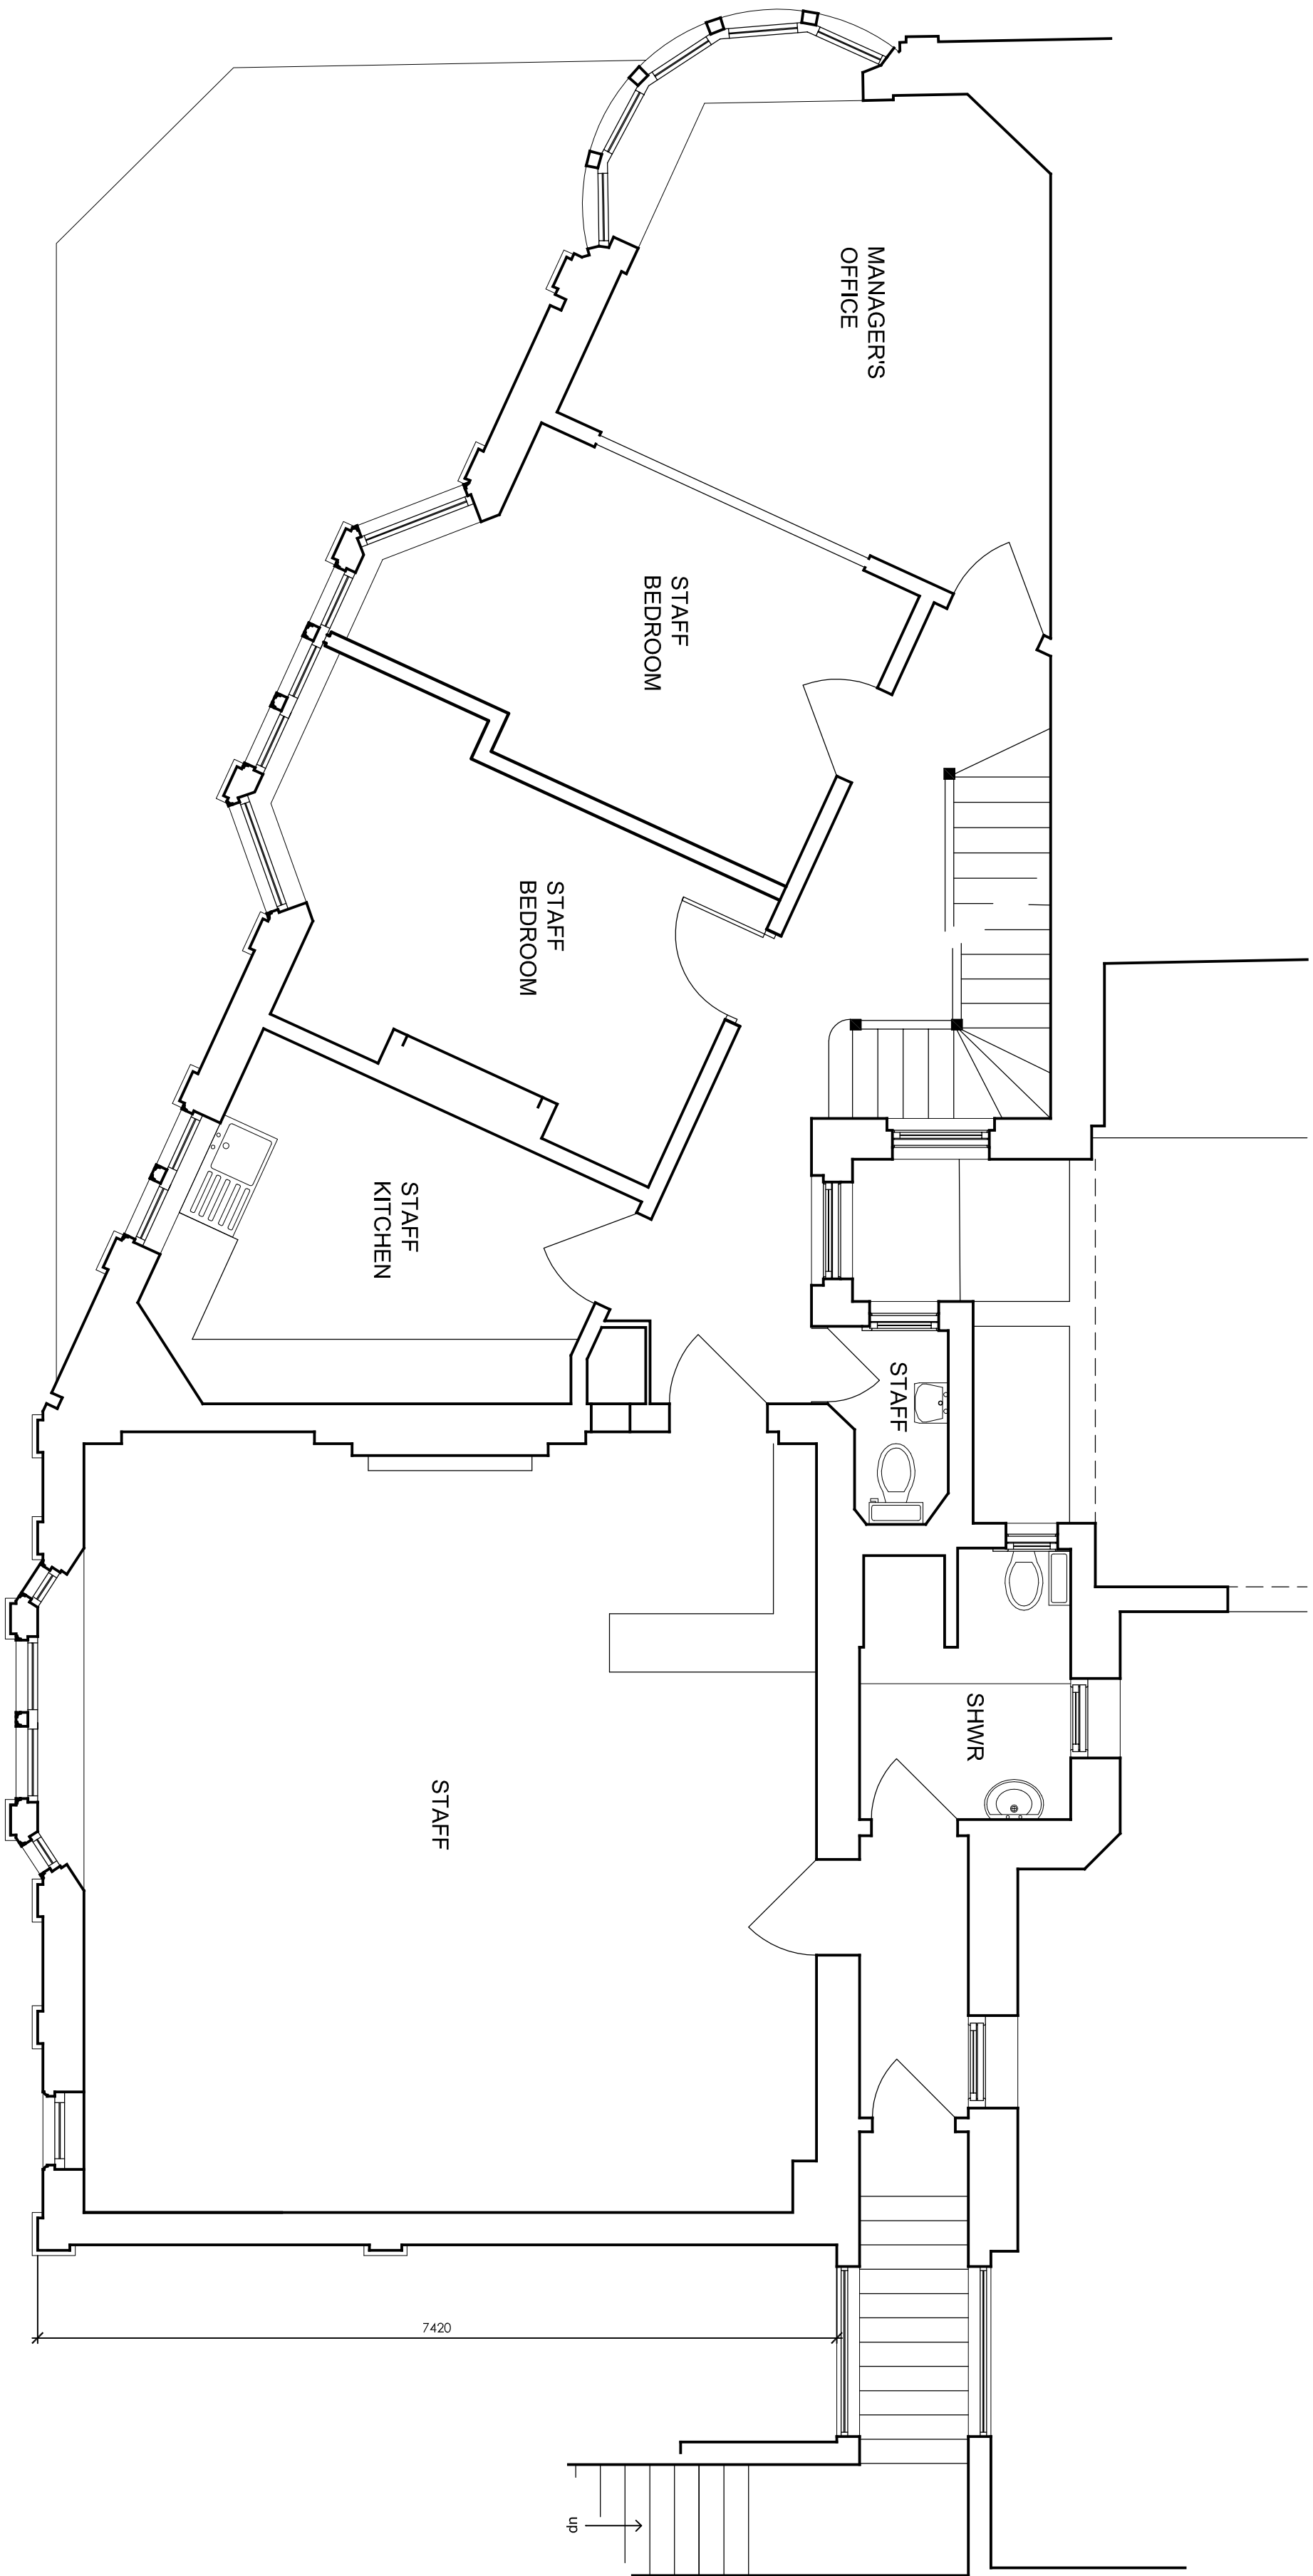 MANAGER'S
OFFICE
STAFF
BEDROOM
STAFF
BEDROOM
STAFF
KITCHEN
STAFF
SHWR
STAFF
7420
up